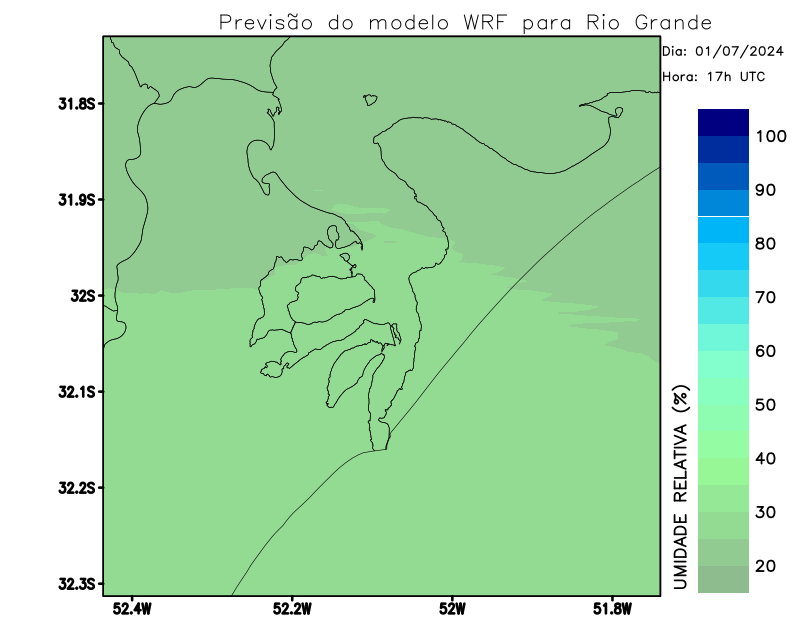 Previsão do modelo WRF para Rio Grande
Dia: 01/07/2024
Hora: 17h UTC
31.8S
31.9S
32S
32.1S
32.2S
32.3S
52.4W
52.2W
52W
51.8W
UMIDADE RELATIVA (%)
100
90
80
70
60
50
40
30
20